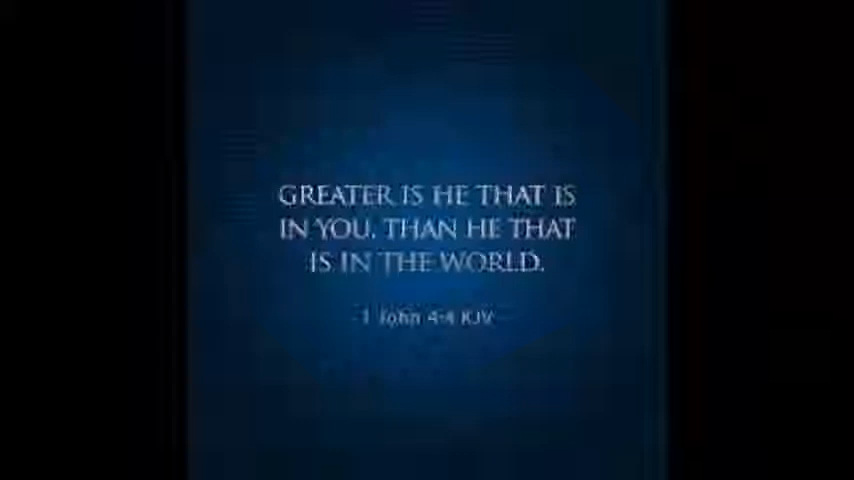 GREATER IS HE THAT IS
IN YOU, THAN HE THAT
IS IN THE WORLD.
- 1 John 4:4 KJV -